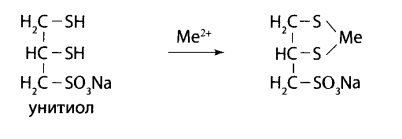 H₂C–SH H₂C–S
Me²⁺ Me
HC–SH HC–S
H₂C–SO₃Na H₂C–SO₃Na
унитиол